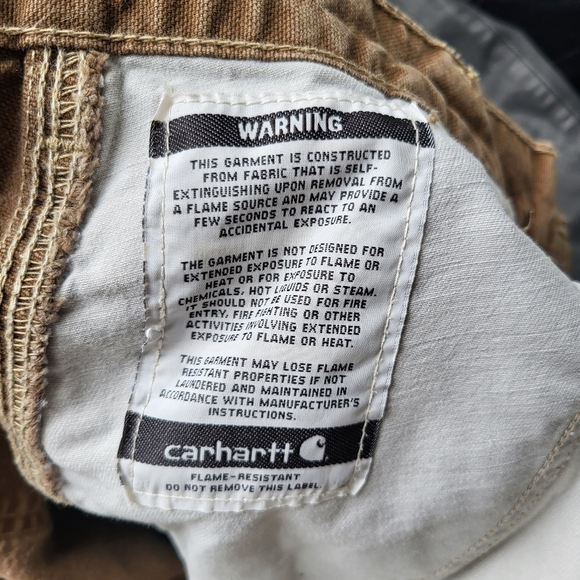 WARNING
THIS GARMENT IS CONSTRUCTED
FROM FABRIC THAT IS SELF-
EXTINGUISHING UPON REMOVAL FROM
A FLAME SOURCE AND MAY PROVIDE A
FEW SECONDS TO REACT TO AN
ACCIDENTAL EXPOSURE.
THE GARMENT IS NOT DESIGNED FOR
EXTENDED EXPOSURE TO FLAME OR
HEAT OR FOR EXPOSURE TO
CHEMICALS, HOT LIQUIDS OR STEAM.
IT SHOULD NOT BE USED FOR FIRE
ENTRY, FIRE FIGHTING OR OTHER
ACTIVITIES INVOLVING EXTENDED
EXPOSURE TO FLAME OR HEAT.
THIS GARMENT MAY LOSE FLAME
RESISTANT PROPERTIES IF NOT
LAUNDERED AND MAINTAINED IN
ACCORDANCE WITH MANUFACTURER'S
INSTRUCTIONS.
carhartt
FLAME-RESISTANT
DO NOT REMOVE THIS LABEL